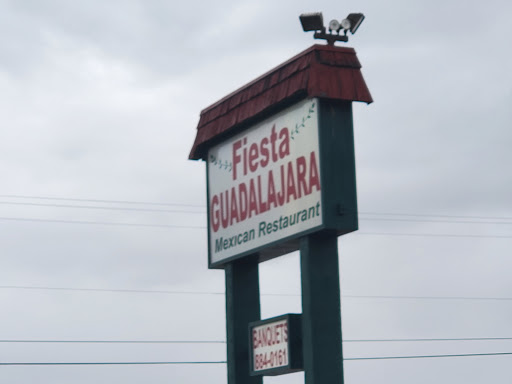 Fiesta
GUADALAJARA
Mexican Restaurant
BANQUETS
884-0161